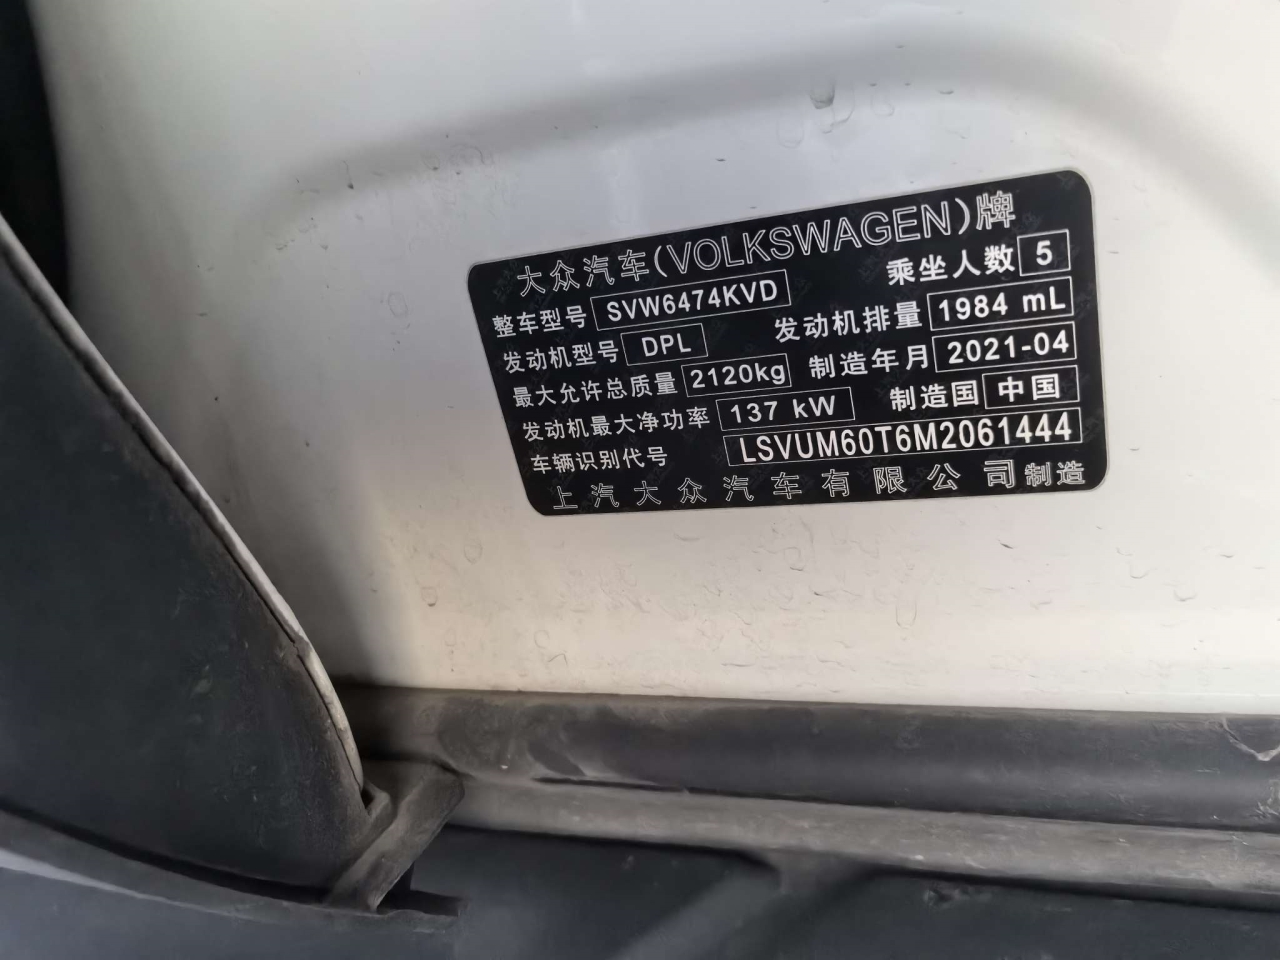 大众汽车(VOLKSWAGEN)牌
整车型号 SVW6474KVD 乘坐人数 5
发动机型号 DPL 发动机排量 1984 mL
最大允许总质量 2120kg 制造年月 2021-04
发动机最大净功率 137 kW 制造国 中国
车辆识别代号 LSVUM60T6M2061444
上汽大众汽车有限公司制造